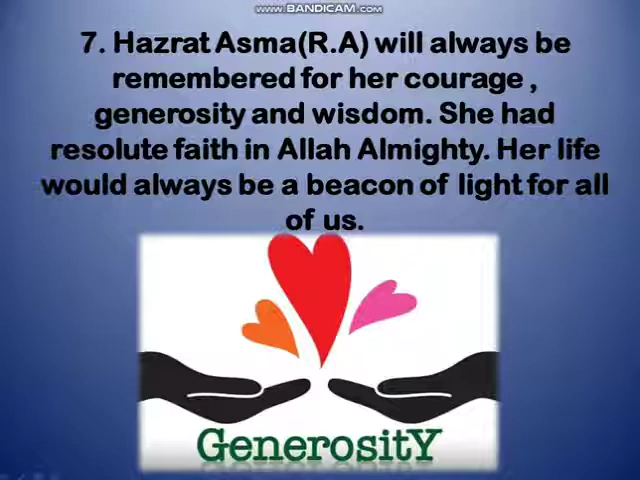 www.BANDICAM.com
7. Hazrat Asma(R.A) will always be
remembered for her courage ,
generosity and wisdom. She had
resolute faith in Allah Almighty. Her life
would always be a beacon of light for all
of us.
GenerositY